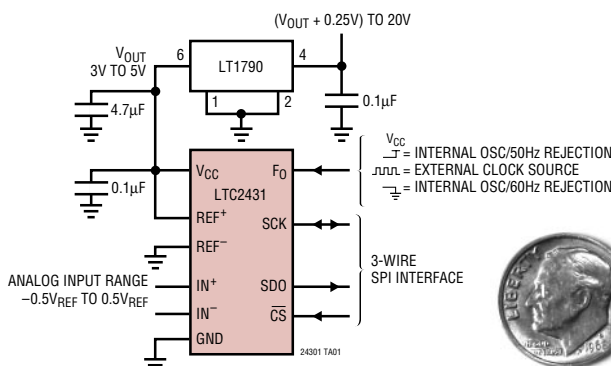 (VOUT + 0.25V) TO 20V
VOUT
3V TO 5V
6
LT1790
4
1
2
4.7μF
0.1μF
0.1μF
VCC
FO
LTC2431
REF+
SCK
REF–
IN+
SDO
IN–
CS
GND
ANALOG INPUT RANGE
–0.5VREF TO 0.5VREF
VCC
= INTERNAL OSC/50Hz REJECTION
= EXTERNAL CLOCK SOURCE
= INTERNAL OSC/60Hz REJECTION
3-WIRE
SPI INTERFACE
24301 TA01
LIBERTY